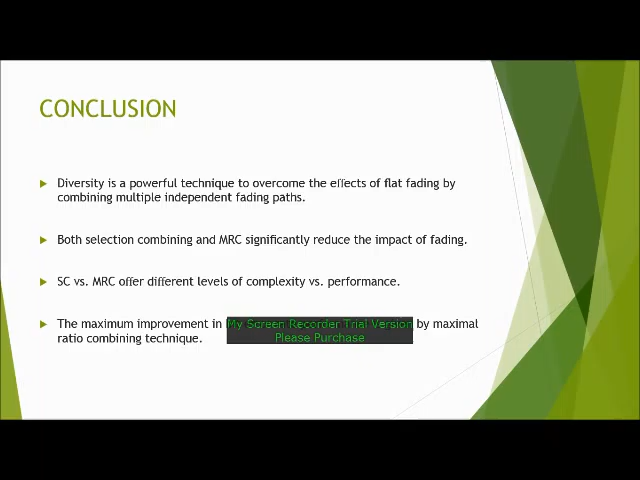 CONCLUSION
Diversity is a powerful technique to overcome the effects of flat fading by
combining multiple independent fading paths.
Both selection combining and MRC significantly reduce the impact of fading.
SC vs. MRC offer different levels of complexity vs. performance.
The maximum improvement in My Screen Recorder Trial Version by maximal
ratio combining technique. Please Purchase